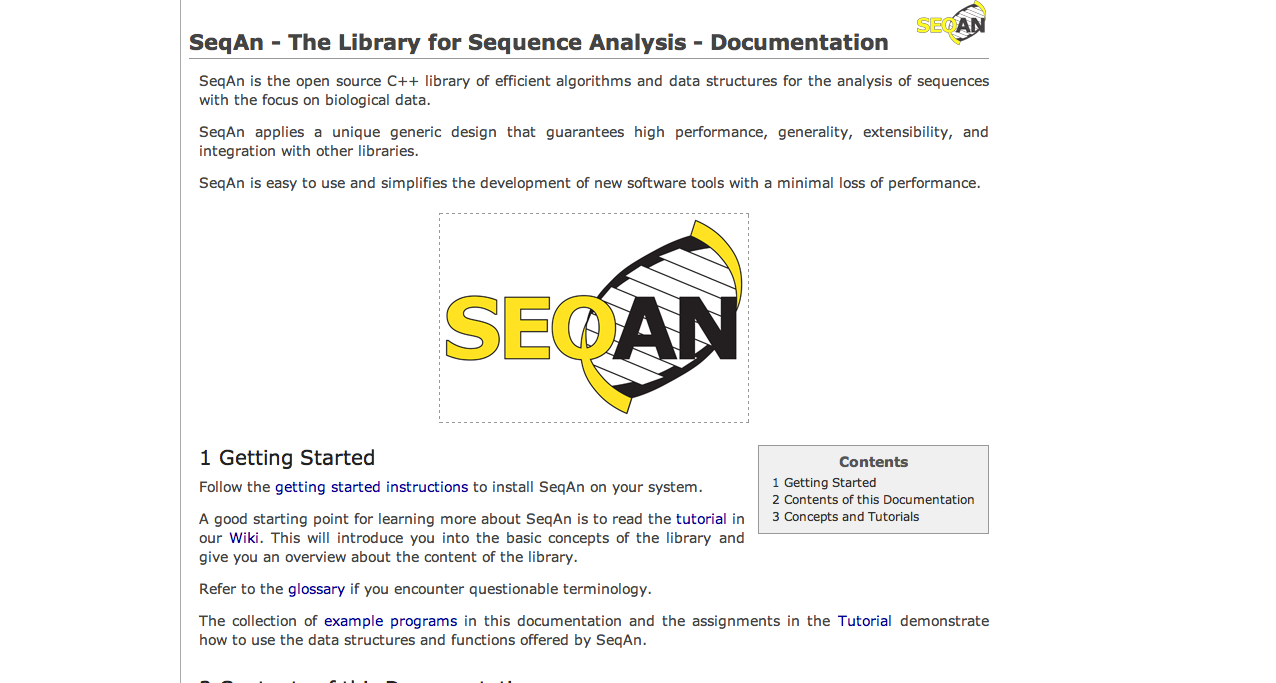 SEQAN
SeqAn - The Library for Sequence Analysis - Documentation
SeqAn is the open source C++ library of efficient algorithms and data structures for the analysis of sequences
with the focus on biological data.
SeqAn applies a unique generic design that guarantees high performance, generality, extensibility, and
integration with other libraries.
SeqAn is easy to use and simplifies the development of new software tools with a minimal loss of performance.
SEQAN
1 Getting Started
Follow the getting started instructions to install SeqAn on your system.
A good starting point for learning more about SeqAn is to read the tutorial in
our Wiki. This will introduce you into the basic concepts of the library and
give you an overview about the content of the library.
Contents
1 Getting Started
2 Contents of this Documentation
3 Concepts and Tutorials
Refer to the glossary if you encounter questionable terminology.
The collection of example programs in this documentation and the assignments in the Tutorial demonstrate
how to use the data structures and functions offered by SeqAn.
2 Contents of this Documentation